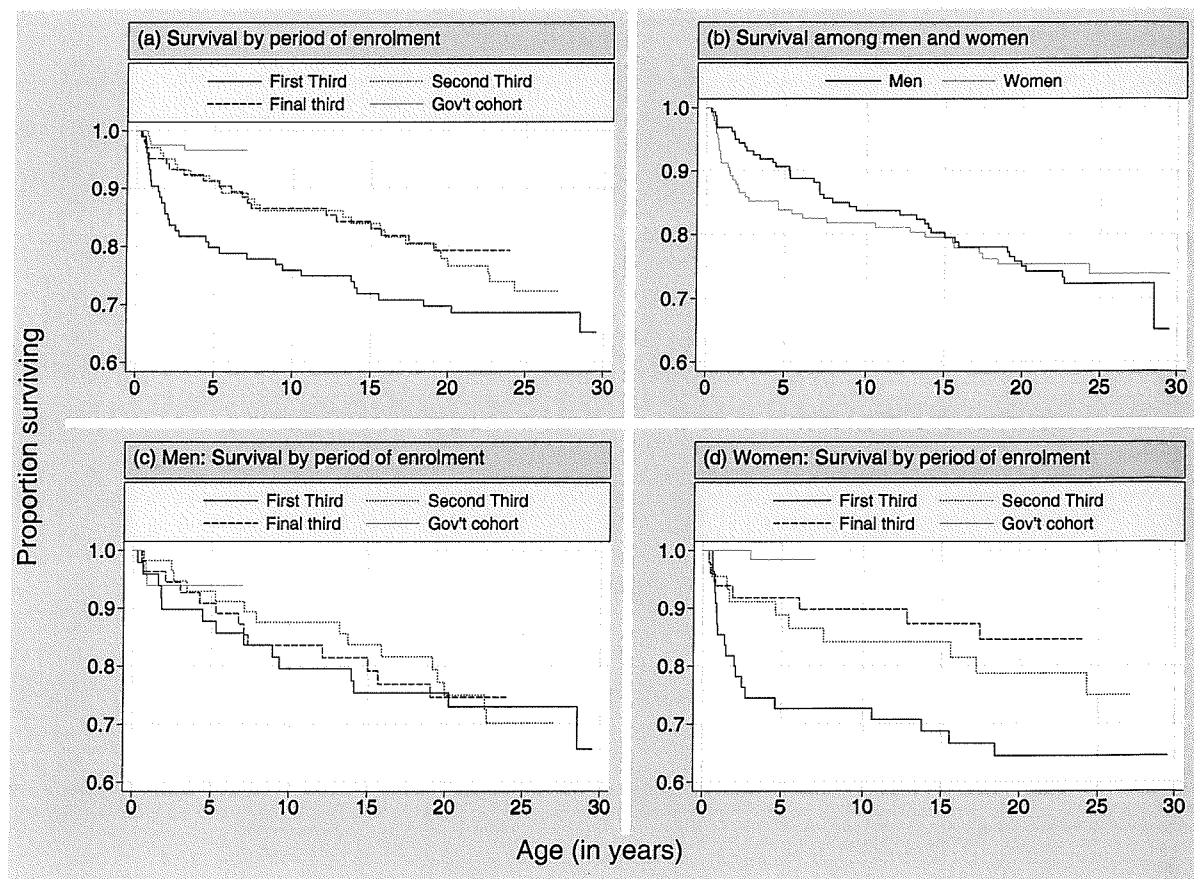 (a) Survival by period of enrolment
First Third Second Third
Final third Gov't cohort
1.0
0.9
0.8
0.7
0.6
0 5 10 15 20 25 30
(b) Survival among men and women
Men Women
1.0
0.9
0.8
0.7
0.6
0 5 10 15 20 25 30
Proportion surviving
(c) Men: Survival by period of enrolment
First Third Second Third
Final third Gov't cohort
1.0
0.9
0.8
0.7
0.6
0 5 10 15 20 25 30
(d) Women: Survival by period of enrolment
First Third Second Third
Final third Gov't cohort
1.0
0.9
0.8
0.7
0.6
0 5 10 15 20 25 30
Age (in years)